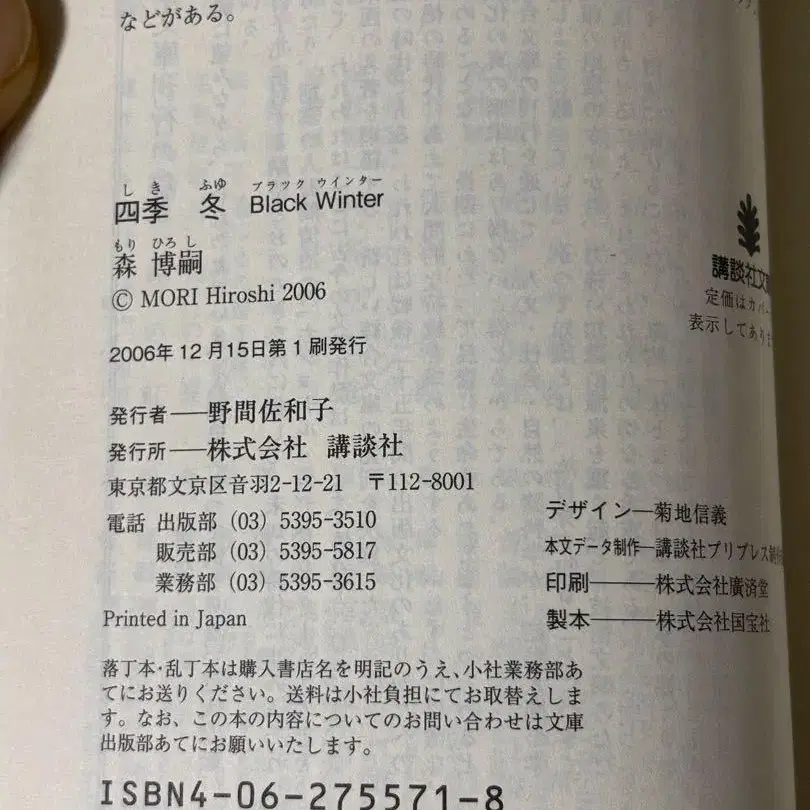 などがある。
しき ふゆ ブラック ウインター
四季 冬 Black Winter
もり ひろし
森 博嗣
© MORI Hiroshi 2006
2006年12月15日第1刷発行
発行者――野間佐和子
発行所――株式会社 講談社
東京都文京区音羽2-12-21 〒112-8001
電話 出版部 (03) 5395-3510
販売部 (03) 5395-5817
業務部 (03) 5395-3615
Printed in Japan
講談社文
定価はカバー
表示してありま
デザイン―菊地信義
本文データ制作―講談社プリプレス
印刷――――株式会社廣済堂
製本――――株式会社国宝社
落丁本・乱丁本は購入書店名を明記のうえ、小社業務部あ
てにお送りください。送料は小社負担にてお取替えしま
す。なお、この本の内容についてのお問い合わせは文庫
出版部あてにお願いいたします。
ISBN4-06-275571-8